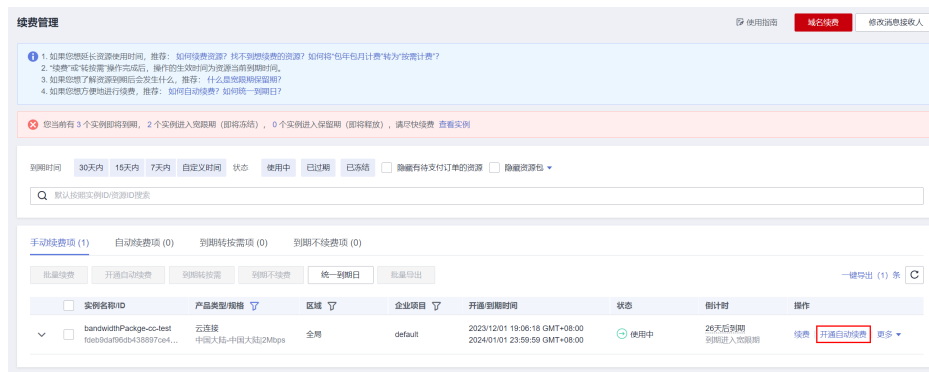 续费管理
使用指南
域名续费
修改消息接收人
1. 如果您想延长资源使用时间，推荐： 如何续费资源？找不到想续费的资源？如何将“包年包月计费”转为“按需计费”？
2. “续费”或“转按需”操作完成后，操作的生效时间为资源当前到期时间。
3. 如果您想了解资源到期后会发生什么，推荐： 什么是宽限期保留期？
4. 如果您想方便地进行续费，推荐： 如何自动续费？如何统一到期日？
您当前有 3 个实例即将到期， 2 个实例进入宽限期（即将冻结）， 0 个实例进入保留期（即将释放），请尽快续费 查看实例
到期时间 30天内 15天内 7天内 自定义时间 状态 使用中 已过期 已冻结 隐藏有待支付订单的资源 隐藏资源包
默认按照实例ID/资源ID搜索
手动续费项 (1) 自动续费项 (0) 到期转按需项 (0) 到期不续费项 (0)
批量续费 开通自动续费 到期转按需 到期不续费 统一到期日 批量导出 一键导出 (1) 条
实例名称/ID 产品类型/规格 区域 企业项目 开通/到期时间 状态 倒计时 操作
bandwidthPackge-cc-test 云连接 全局 default 2023/12/01 19:06:18 GMT+08:00 使用中 26天后到期 续费 开通自动续费 更多
fdeb9daf96db438897ce4... 中国大陆-中国大陆|2Mbps 2024/01/01 23:59:59 GMT+08:00 到期进入宽限期